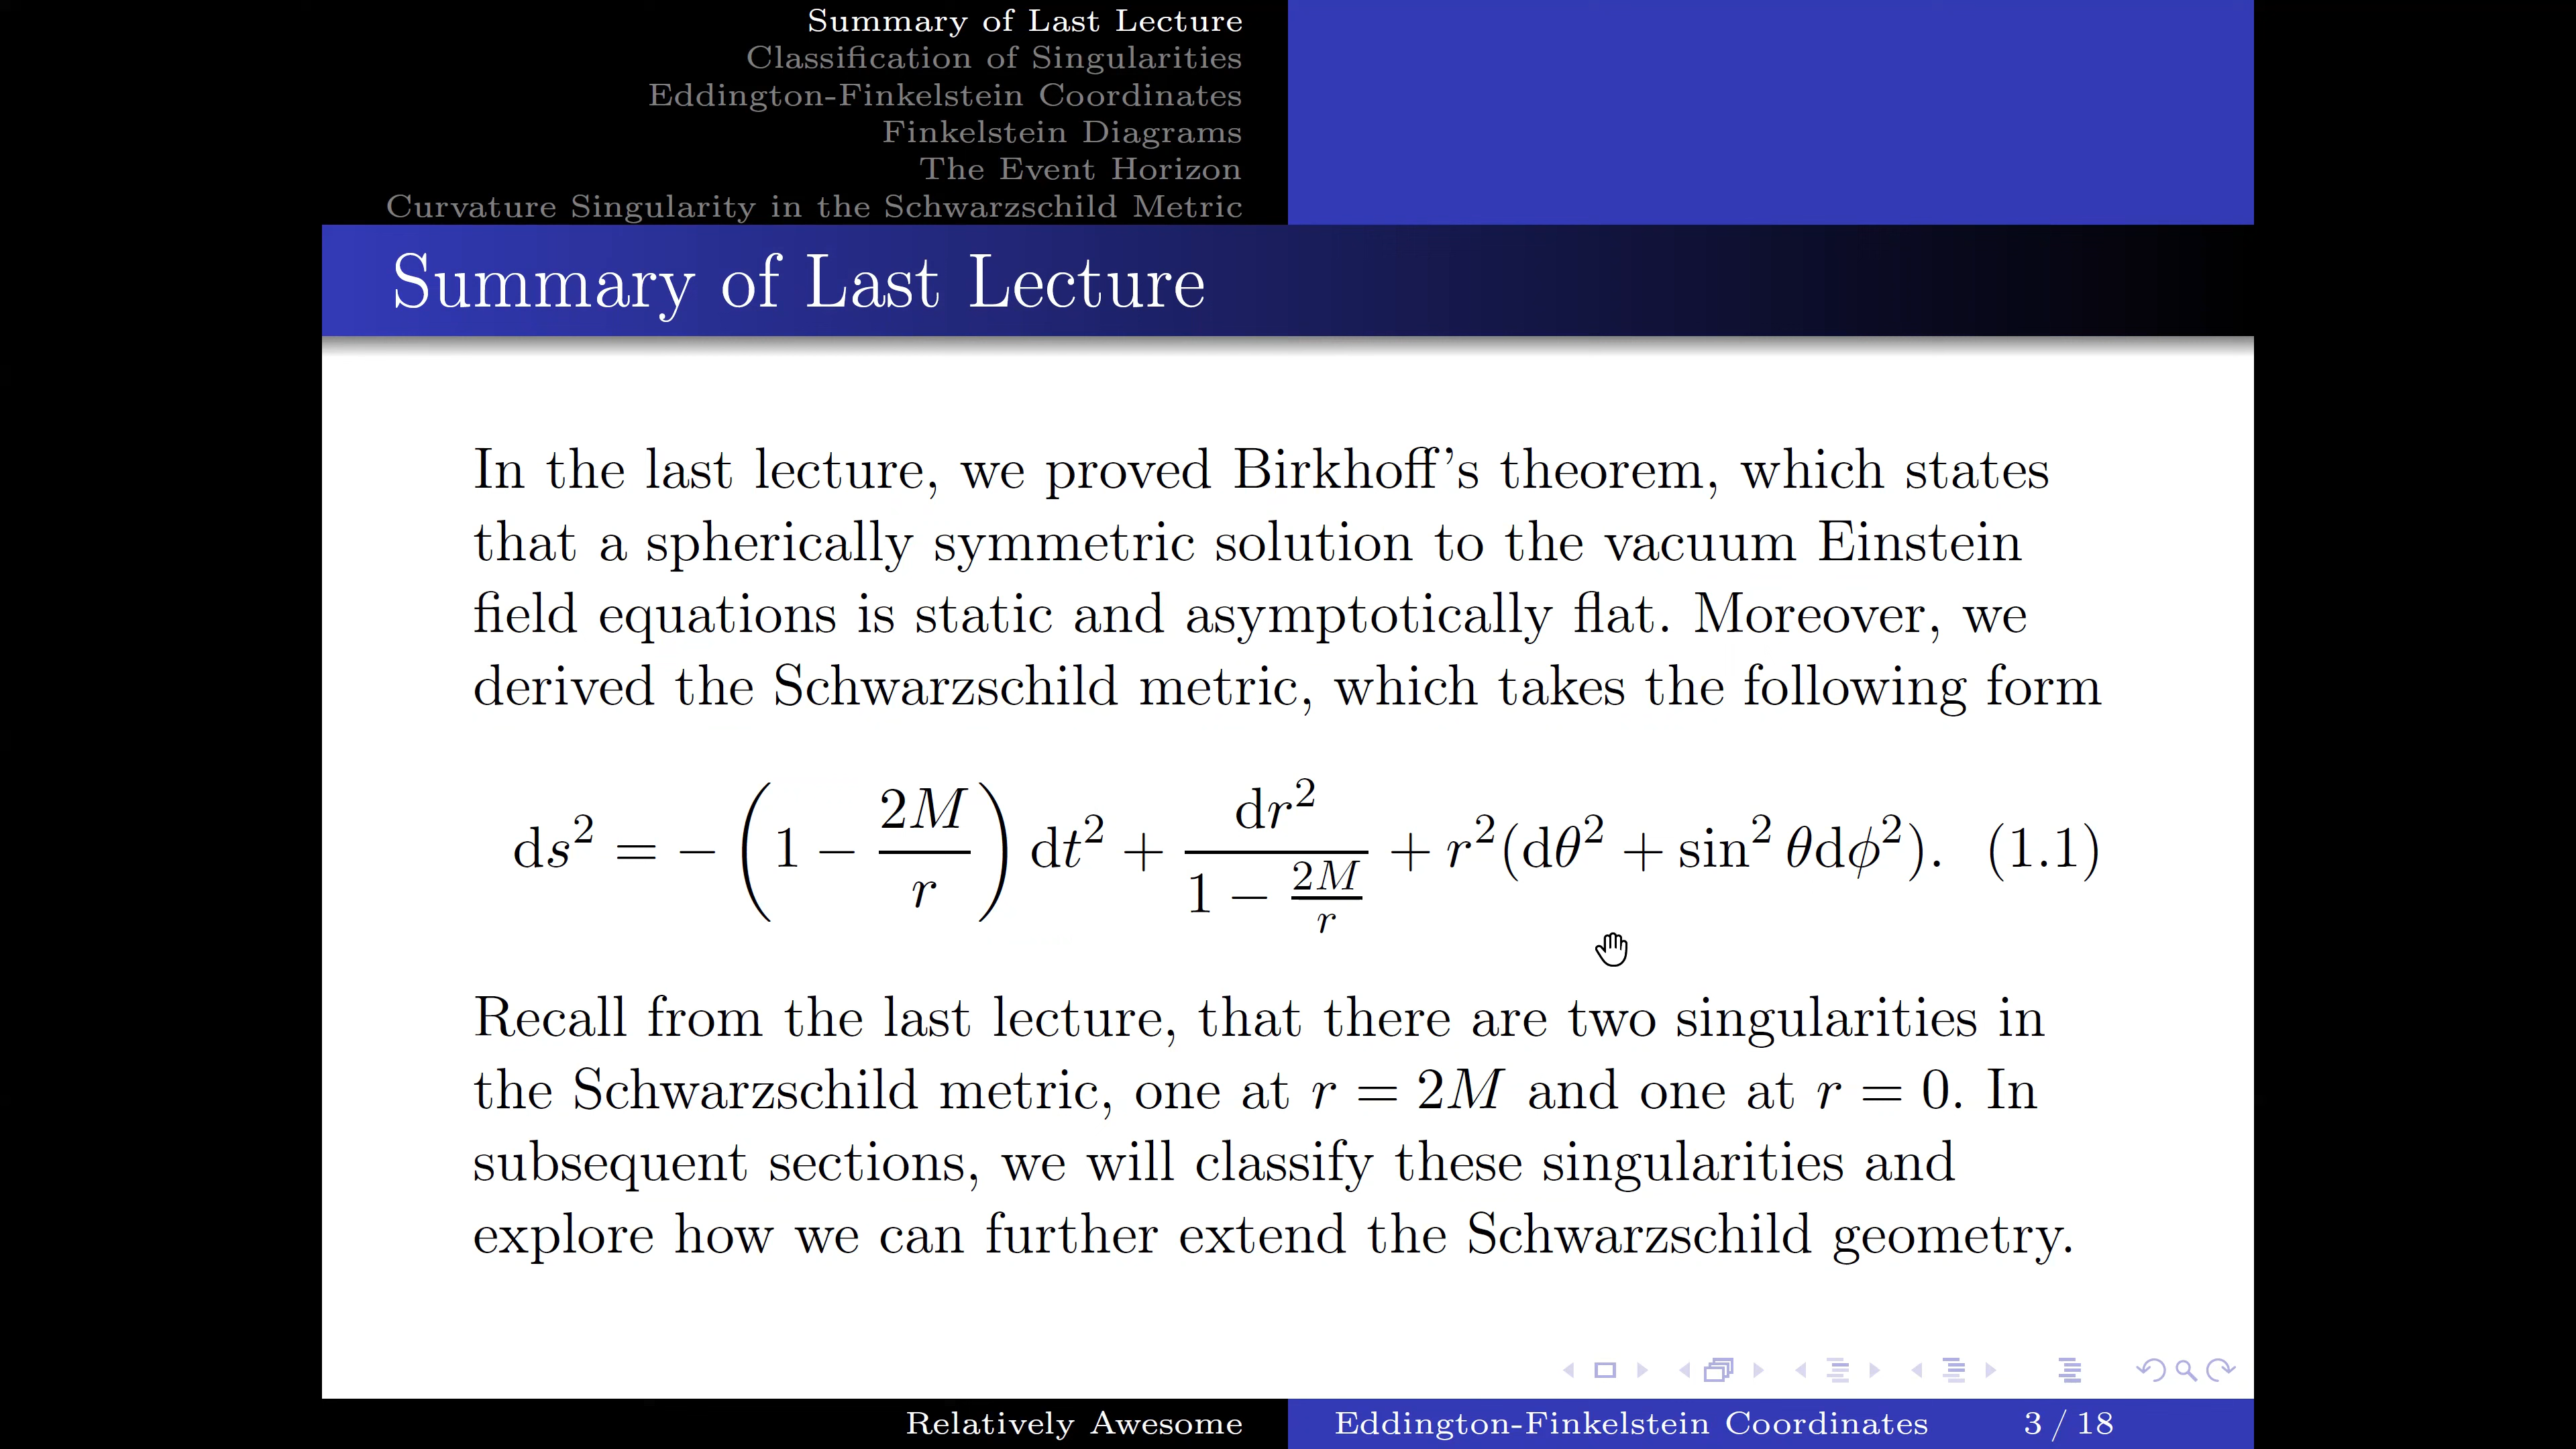 Summary of Last Lecture
Classification of Singularities
Eddington-Finkelstein Coordinates
Finkelstein Diagrams
The Event Horizon
Curvature Singularity in the Schwarzschild Metric
Summary of Last Lecture
In the last lecture, we proved Birkhoff's theorem, which states
that a spherically symmetric solution to the vacuum Einstein
field equations is static and asymptotically flat. Moreover, we
derived the Schwarzschild metric, which takes the following form
ds² = −(1 − 2M/r) dt² + dr²/(1 − 2M/r) + r²(dθ² + sin² θdϕ²). (1.1)
Recall from the last lecture, that there are two singularities in
the Schwarzschild metric, one at r = 2M and one at r = 0. In
subsequent sections, we will classify these singularities and
explore how we can further extend the Schwarzschild geometry.
Relatively Awesome
Eddington-Finkelstein Coordinates
3 / 18